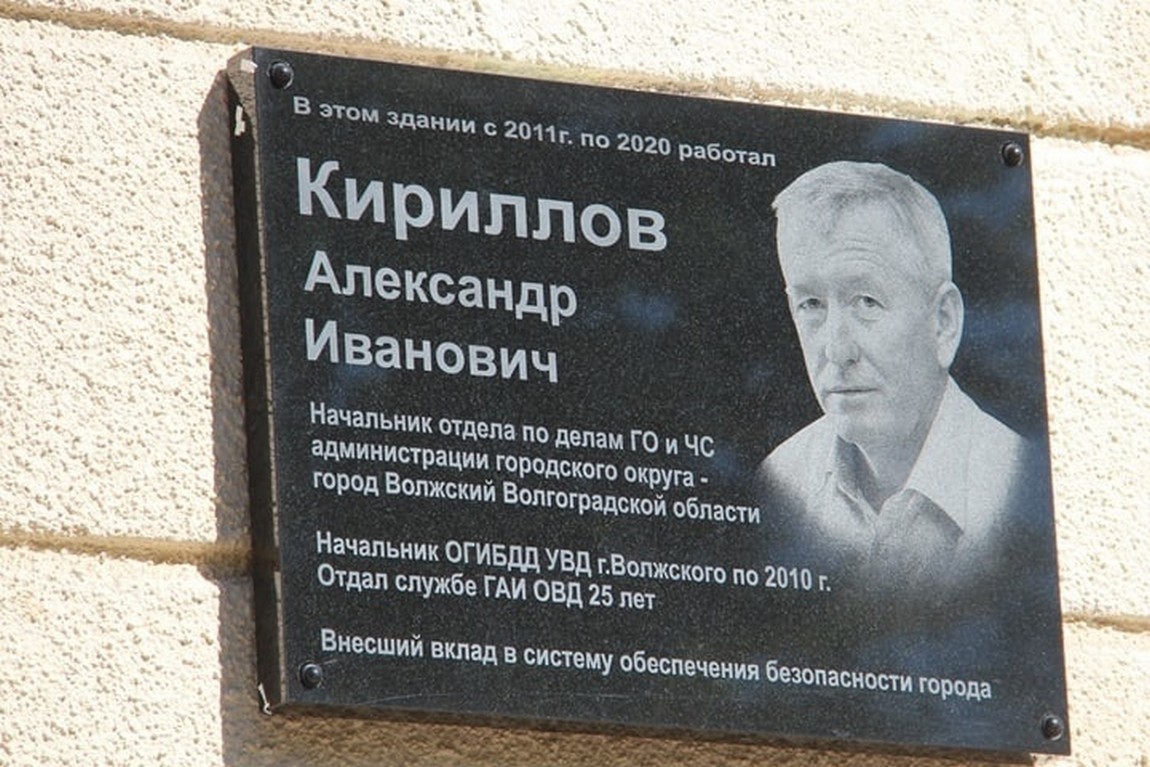 В этом здании с 2011г. по 2020 работал
Кириллов
Александр
Иванович
Начальник отдела по делам ГО и ЧС
администрации городского округа -
город Волжский Волгоградской области
Начальник ОГИБДД УВД г.Волжского по 2010 г.
Отдал службе ГАИ ОВД 25 лет
Внесший вклад в систему обеспечения безопасности города